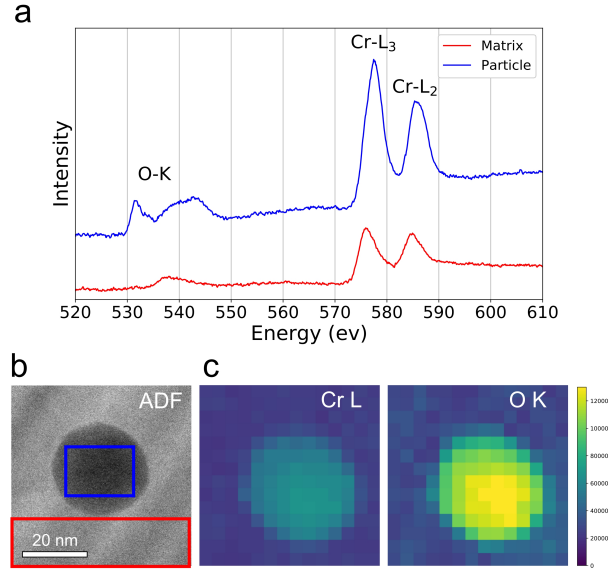 a
Cr-L3
Matrix
Particle
Cr-L2
O-K
Intensity
520 530 540 550 560 570 580 590 600 610
Energy (ev)
b
c
ADF
Cr L
O K
20 nm
120000
100000
80000
60000
40000
20000
0